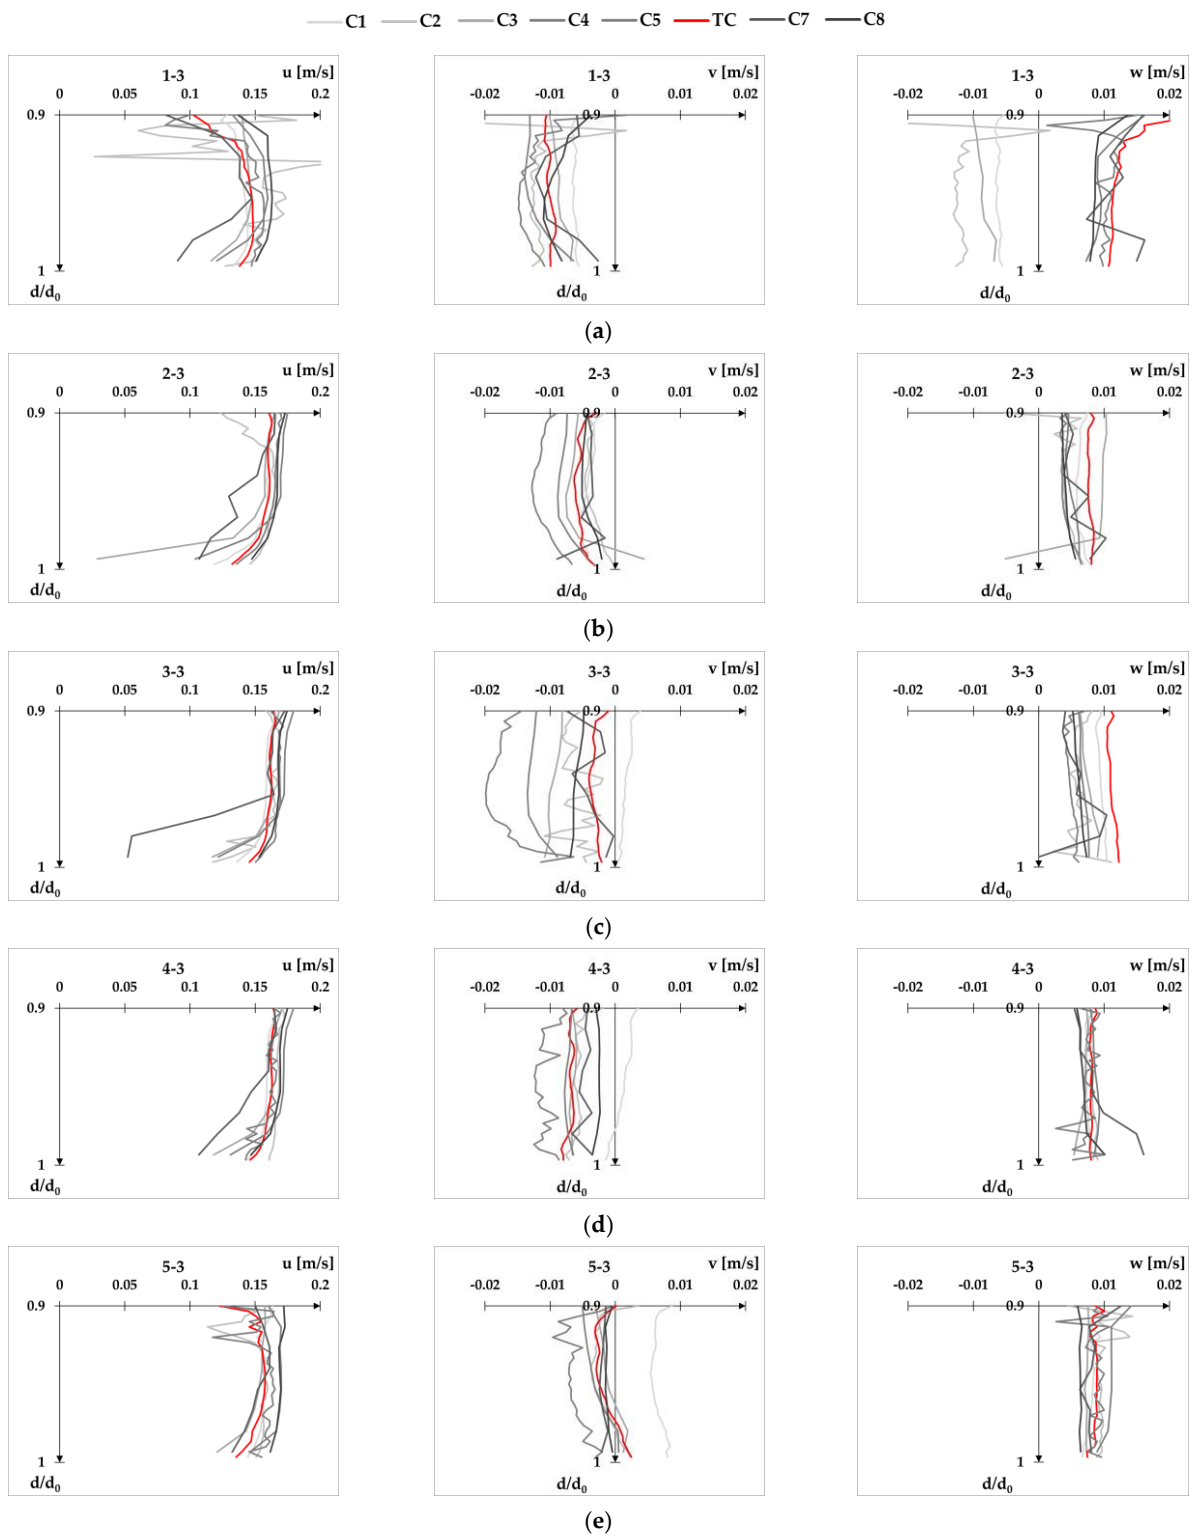 C1 C2 C3 C4 C5 TC C7 C8
1-3 u [m/s] 1-3 v [m/s] 1-3 w [m/s]
0 0.05 0.1 0.15 0.2 -0.02 -0.01 0 0.01 0.02 -0.02 -0.01 0 0.01 0.02
0.9 0.9 0.9
1 1 1
d/d0 d/d0 d/d0
(a)
2-3 u [m/s] 2-3 v [m/s] 2-3 w [m/s]
0 0.05 0.1 0.15 0.2 -0.02 -0.01 0 0.01 0.02 -0.02 -0.01 0 0.01 0.02
0.9 0.9 0.9
1 1 1
d/d0 d/d0 d/d0
(b)
3-3 u [m/s] 3-3 v [m/s] 3-3 w [m/s]
0 0.05 0.1 0.15 0.2 -0.02 -0.01 0 0.01 0.02 -0.02 -0.01 0 0.01 0.02
0.9 0.9 0.9
1 1 1
d/d0 d/d0 d/d0
(c)
4-3 u [m/s] 4-3 v [m/s] 4-3 w [m/s]
0 0.05 0.1 0.15 0.2 -0.02 -0.01 0 0.01 0.02 -0.02 -0.01 0 0.01 0.02
0.9 0.9 0.9
1 1 1
d/d0 d/d0 d/d0
(d)
5-3 u [m/s] 5-3 v [m/s] 5-3 w [m/s]
0 0.05 0.1 0.15 0.2 -0.02 -0.01 0 0.01 0.02 -0.02 -0.01 0 0.01 0.02
0.9 0.9 0.9
1 1 1
d/d0 d/d0 d/d0
(e)